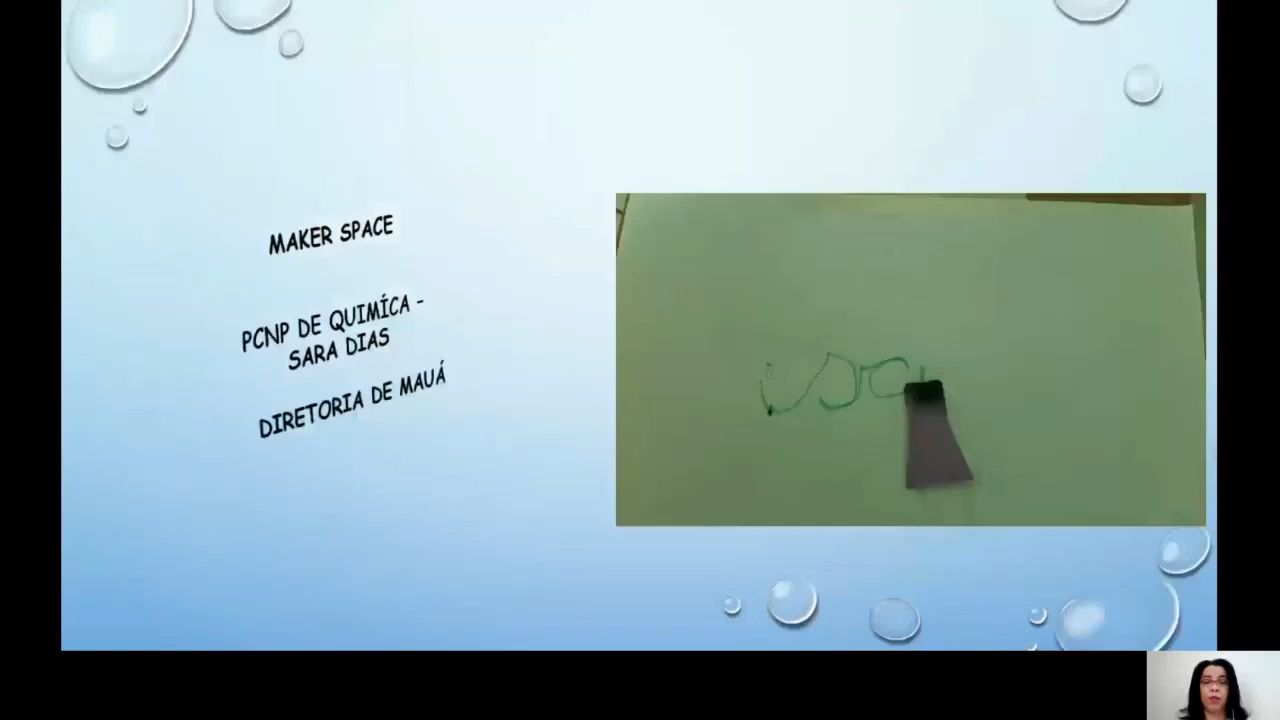 MAKER SPACE
PCNP DE QUIMÍCA -
SARA DIAS
DIRETORIA DE MAUÁ